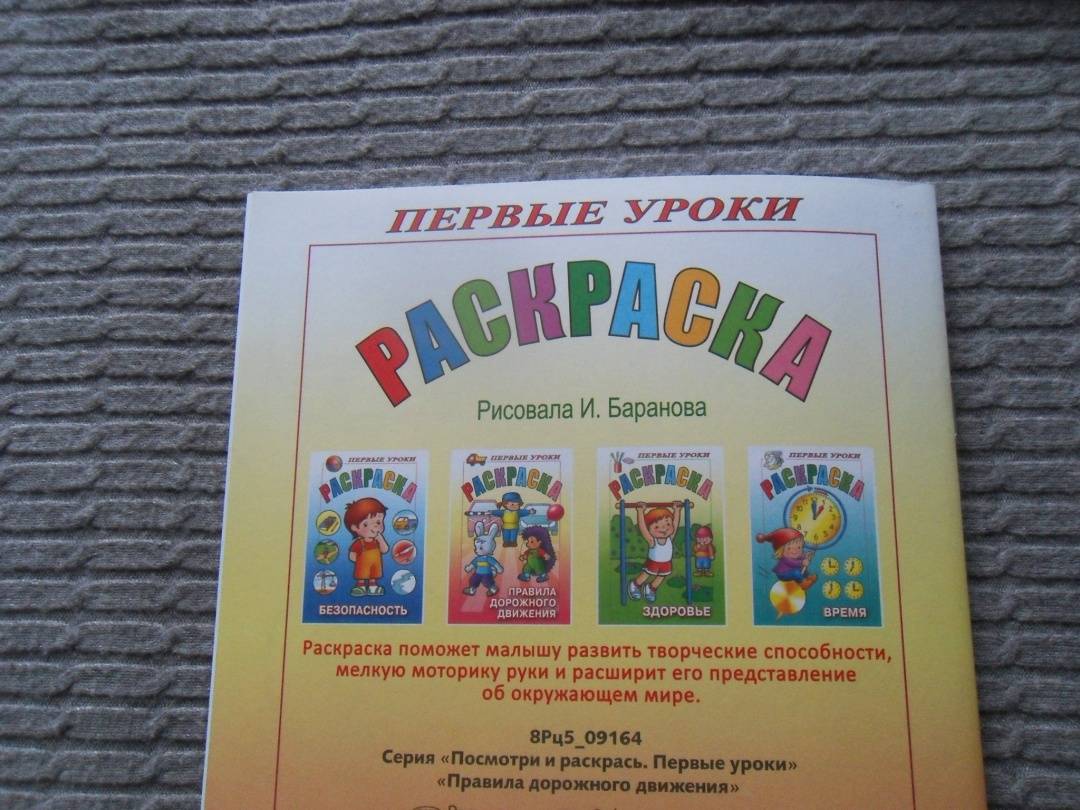 ПЕРВЫЕ УРОКИ
РАСКРАСКА
Рисовала И. Баранова
ПЕРВЫЕ УРОКИ
РАСКРАСКА
БЕЗОПАСНОСТЬ
ПЕРВЫЕ УРОКИ
РАСКРАСКА
ПРАВИЛА
ДОРОЖНОГО
ДВИЖЕНИЯ
ПЕРВЫЕ УРОКИ
РАСКРАСКА
ЗДОРОВЬЕ
ПЕРВЫЕ УРОКИ
РАСКРАСКА
ВРЕМЯ
Раскраска поможет малышу развить творческие способности,
мелкую моторику руки и расширит его представление
об окружающем мире.
8Рц5_09164
Серия «Посмотри и раскрась. Первые уроки»
«Правила дорожного движения»